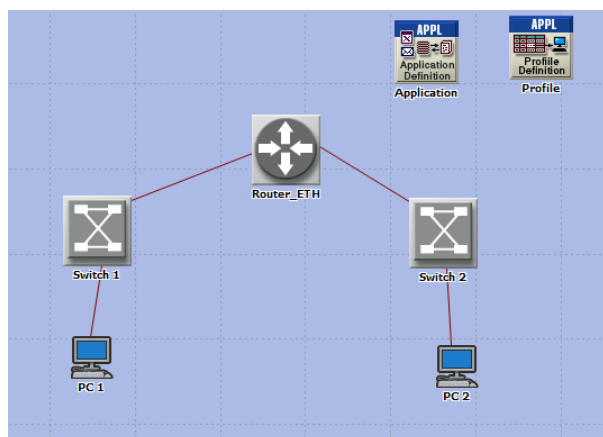 APPL
Application
Definition
Application
APPL
Profile
Definition
Profile
Router_ETH
Switch 1
Switch 2
PC 1
PC 2